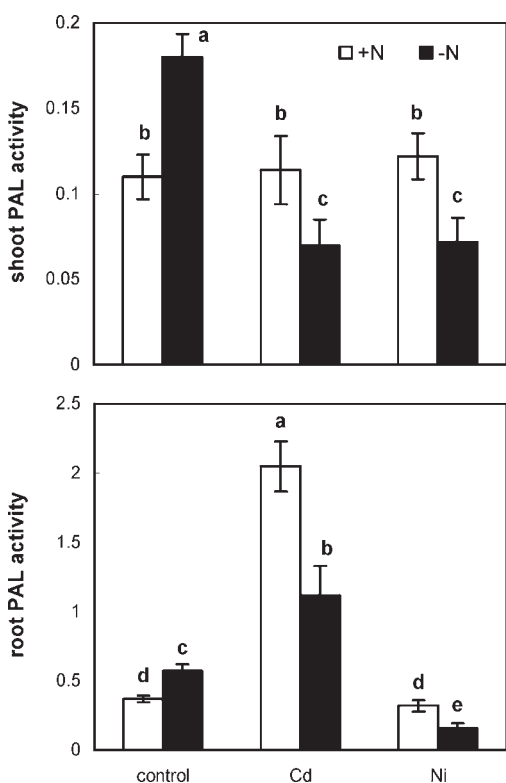 0.2
a
+N -N
0.15
b b b
shoot PAL activity
0.1
c c
0.05
0
2.5
a
2
root PAL activity
1.5
b
1
c
d d
0.5
e
0
control Cd Ni